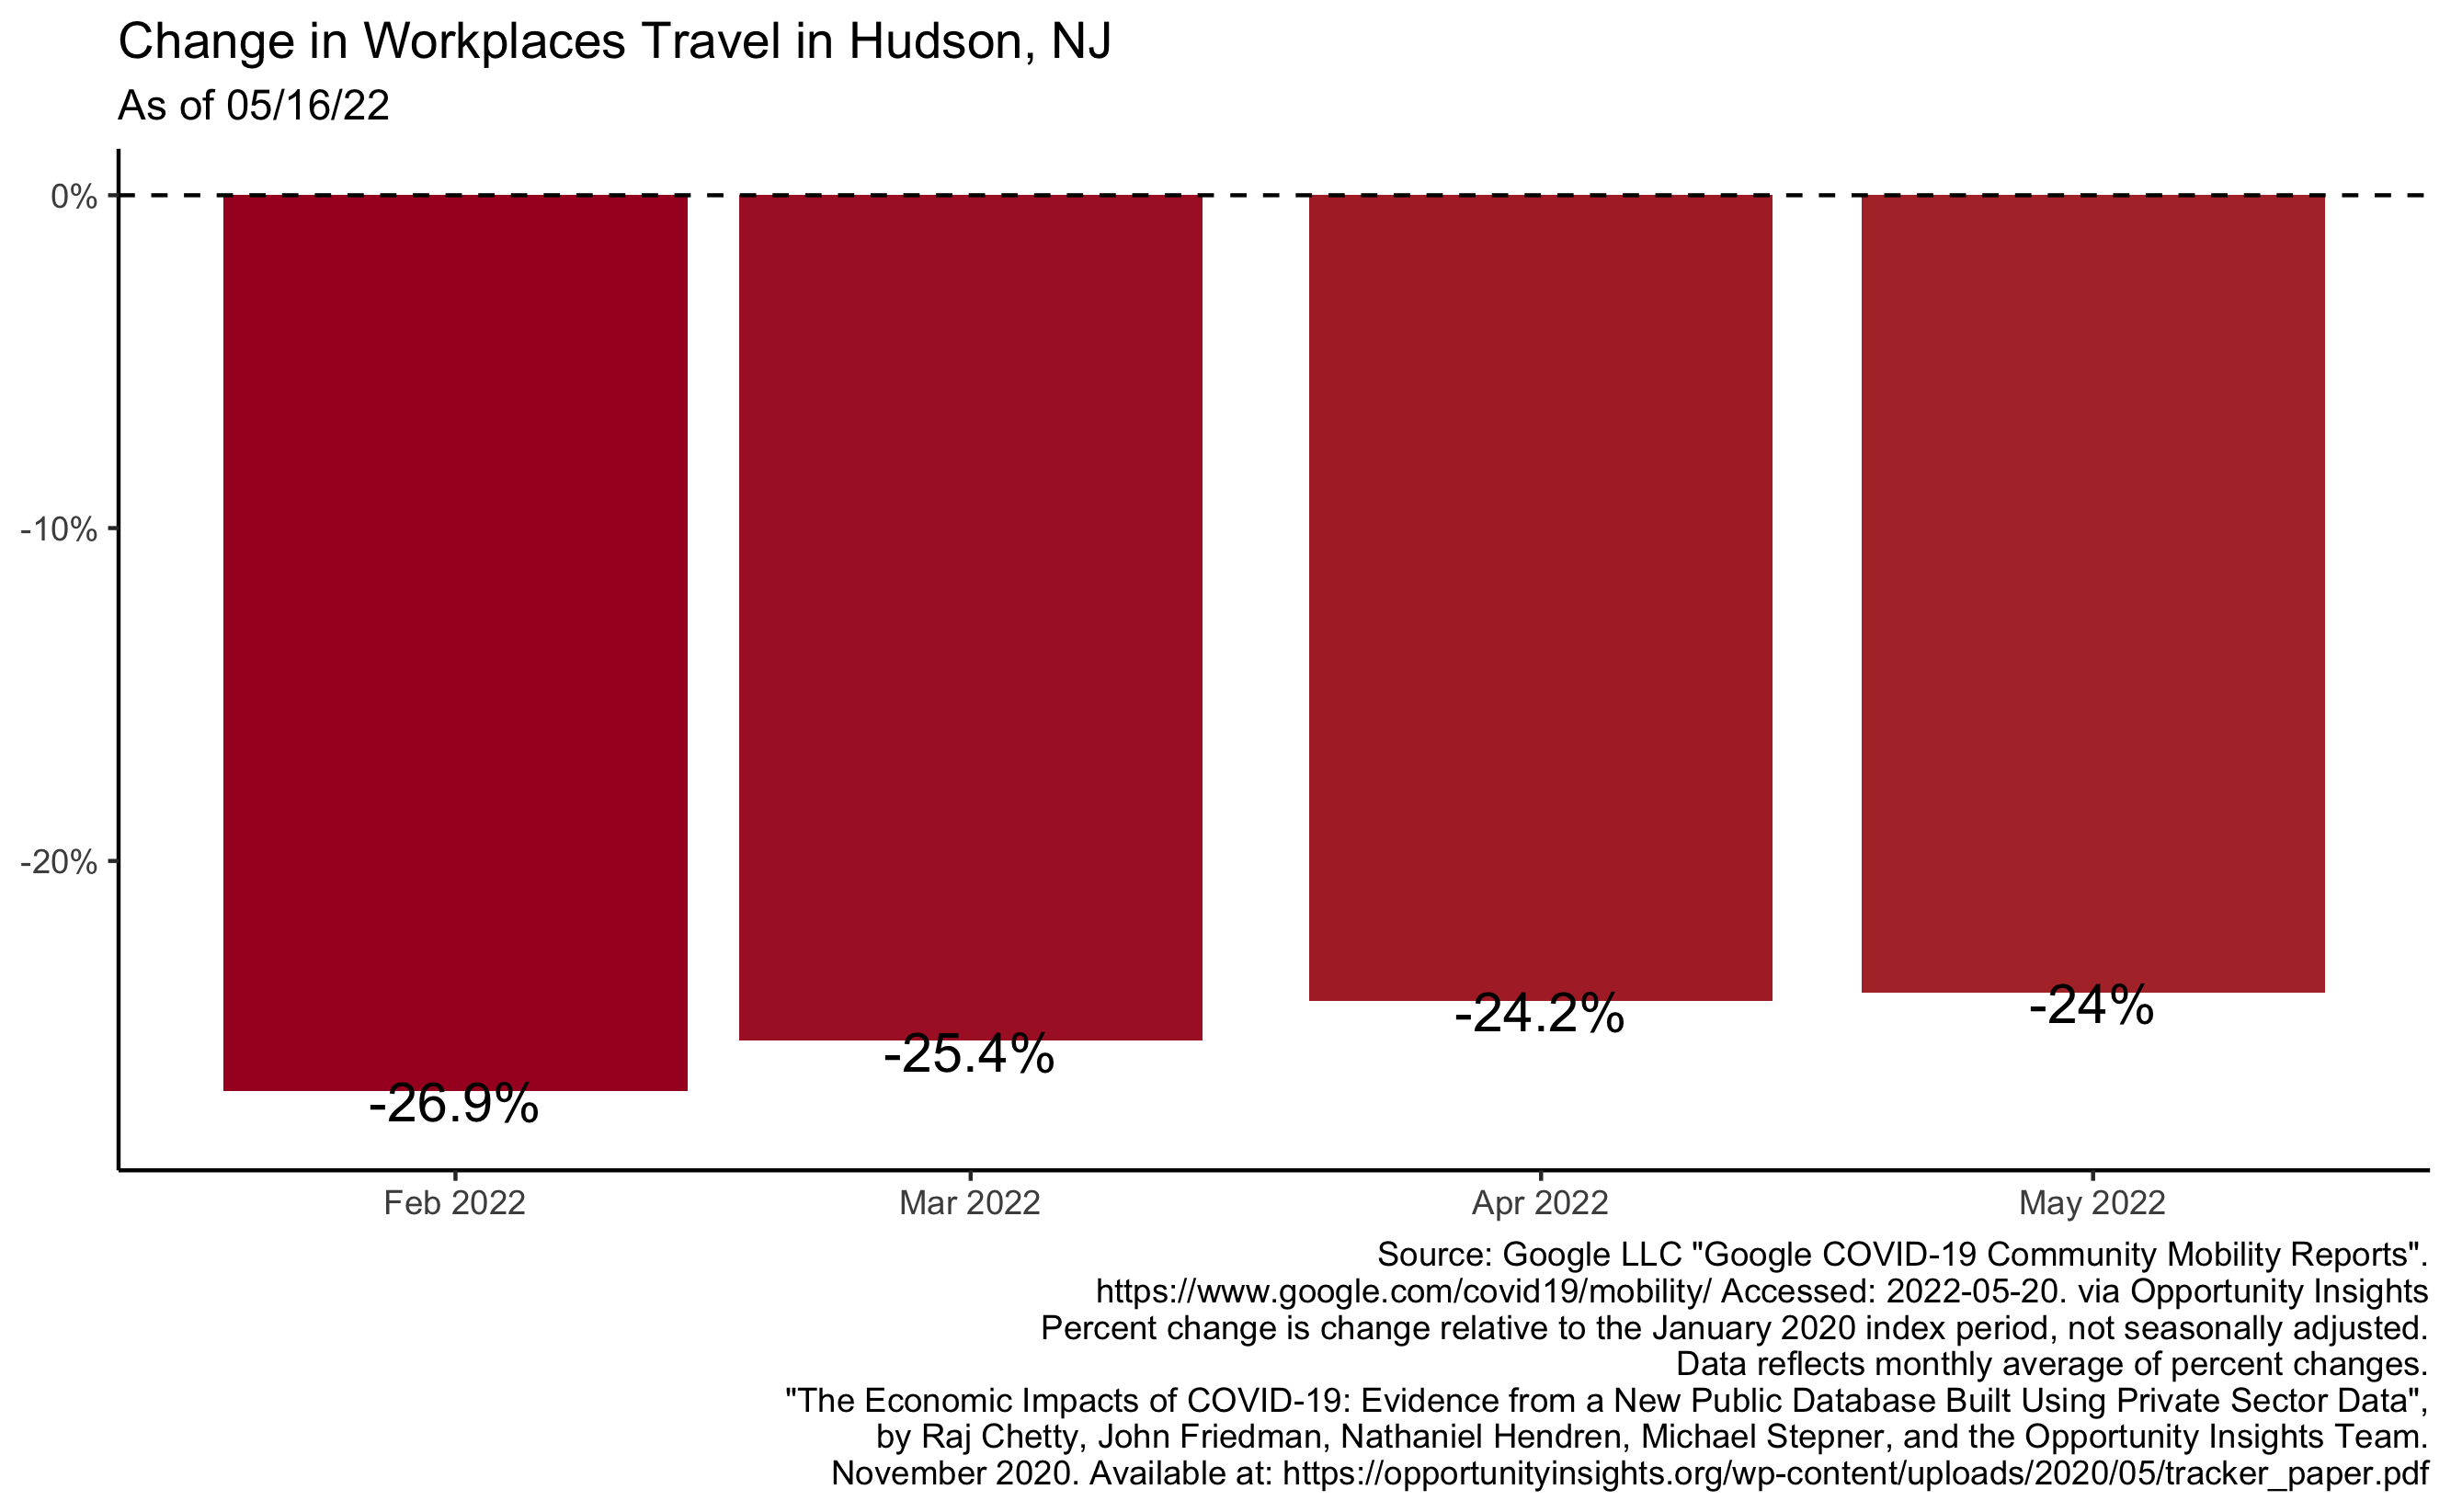 Change in Workplaces Travel in Hudson, NJ
As of 05/16/22
0%
-10%
-20%
-26.9%
-25.4%
-24.2%
-24%
Feb 2022
Mar 2022
Apr 2022
May 2022
Source: Google LLC "Google COVID-19 Community Mobility Reports".
https://www.google.com/covid19/mobility/ Accessed: 2022-05-20. via Opportunity Insights
Percent change is change relative to the January 2020 index period, not seasonally adjusted.
Data reflects monthly average of percent changes.
"The Economic Impacts of COVID-19: Evidence from a New Public Database Built Using Private Sector Data",
by Raj Chetty, John Friedman, Nathaniel Hendren, Michael Stepner, and the Opportunity Insights Team.
November 2020. Available at: https://opportunityinsights.org/wp-content/uploads/2020/05/tracker_paper.pdf